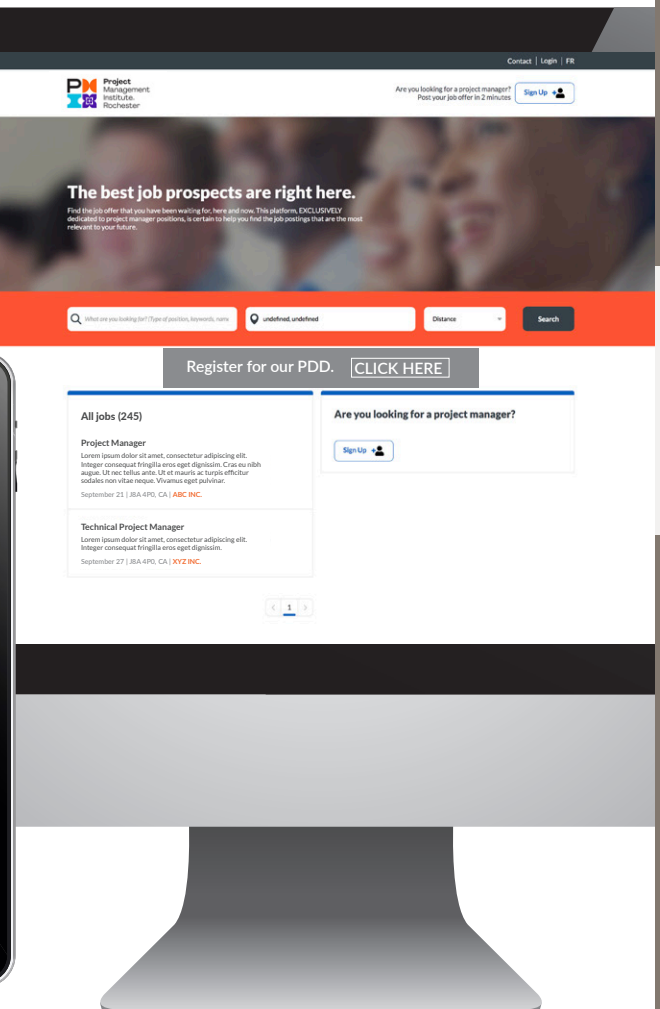 Contact | Login | FR
Project
Management
Institute.
Rochester
Are you looking for a project manager?
Post your job offer in 2 minutes
Sign Up
The best job prospects are right here.
Find the job offer that you have been waiting for, here and now. This platform, EXCLUSIVELY
dedicated to project manager positions, is certain to help you find the job postings that are the most
relevant to your future.
What are you looking for? (Type of position, keywords, name
undefined, undefined
Distance
Search
Register for our PDD. CLICK HERE
All jobs (245)
Project Manager
Lorem ipsum dolor sit amet, consectetur adipiscing elit.
Integer consequat fringilla eros eget dignissim. Cras eu nibh
augue. Ut nec tellus ante. Ut et mauris ac turpis efficitur
sodales non vitae neque. Vivamus eget pulvinar.
September 21 | J8A 4P0, CA | ABC INC.
Technical Project Manager
Lorem ipsum dolor sit amet, consectetur adipiscing elit.
Integer consequat fringilla eros eget dignissim.
September 27 | J8A 4P0, CA | XYZ INC.
< 1 >
Are you looking for a project manager?
Sign Up